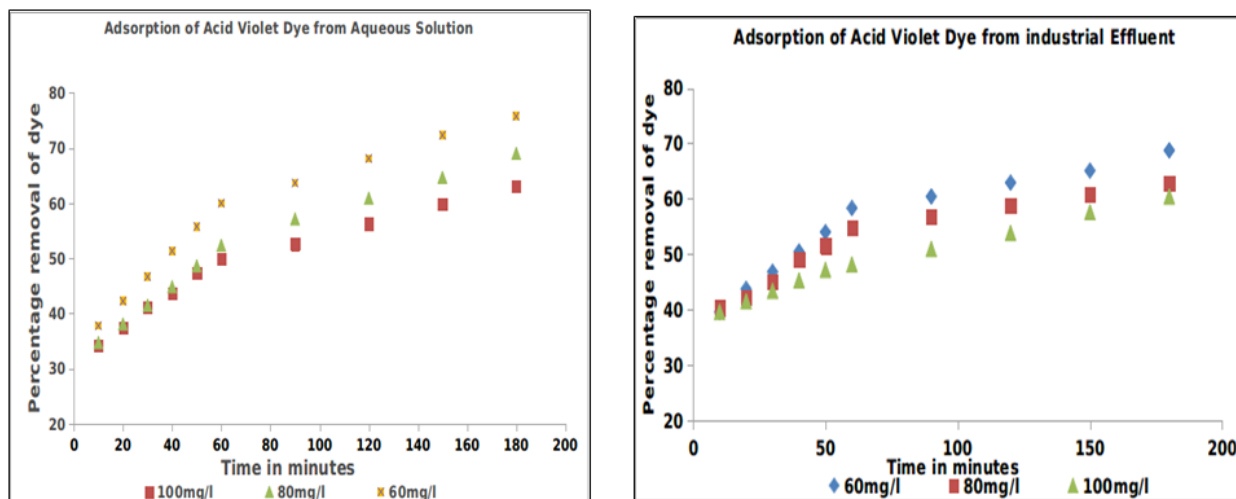 Adsorption of Acid Violet Dye from Aqueous Solution
Percentage removal of dye
80
70
60
50
40
30
20
0 20 40 60 80 100 120 140 160 180 200
Time in minutes
100mg/l 80mg/l 60mg/l
Adsorption of Acid Violet Dye from industrial Effluent
Percentage removal of dye
80
70
60
50
40
30
20
0 50 100 150 200
Time in minutes
60mg/l 80mg/l 100mg/l